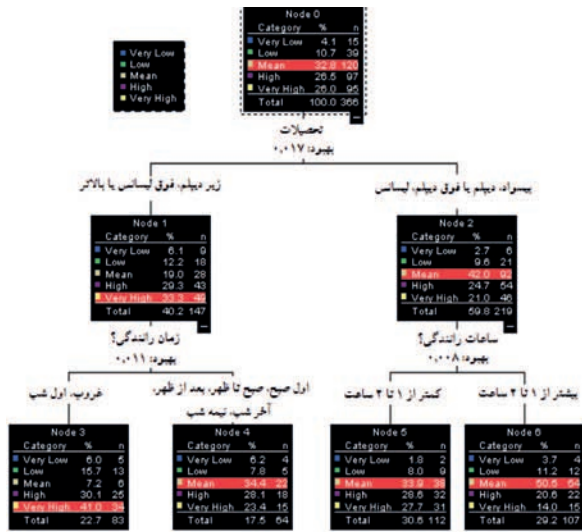 Node 0
Category % n
Very Low 4.1 15
Low 10.7 39
Mean 32.8 120
High 26.5 97
Very High 26.0 95
Total 100.0 366
Very Low
Low
Mean
High
Very High
تحصیلات
بهبود: ۰,۰۱۷
زیر دیپلم، فوق لیسانس یا بالاتر
بیسواد، دیپلم یا فوق دیپلم، لیسانس
Node 1
Category % n
Very Low 6.1 9
Low 12.2 18
Mean 19.0 28
High 29.3 43
Very High 33.3 49
Total 40.2 147
Node 2
Category % n
Very Low 2.7 6
Low 9.6 21
Mean 42.0 92
High 24.7 54
Very High 21.0 46
Total 59.8 219
زمان رانندگی؟
بهبود: ۰,۰۱۱
ساعات رانندگی؟
بهبود: ۰,۰۰۸
غروب، اول شب
اول صبح، صبح تا ظهر، بعد از ظهر،
آخر شب، نیمه شب
کمتر از ۱ تا ۲ ساعت
بیشتر از ۱ تا ۲ ساعت
Node 3
Category % n
Very Low 6.0 5
Low 15.7 13
Mean 7.2 6
High 30.1 25
Very High 41.0 34
Total 22.7 83
Node 4
Category % n
Very Low 6.2 4
Low 7.8 5
Mean 34.4 22
High 28.1 18
Very High 23.4 15
Total 17.5 64
Node 5
Category % n
Very Low 1.8 2
Low 8.0 9
Mean 33.9 38
High 28.6 32
Very High 27.7 31
Total 30.6 112
Node 6
Category % n
Very Low 3.7 4
Low 11.2 12
Mean 50.5 54
High 20.6 22
Very High 14.0 15
Total 29.2 107